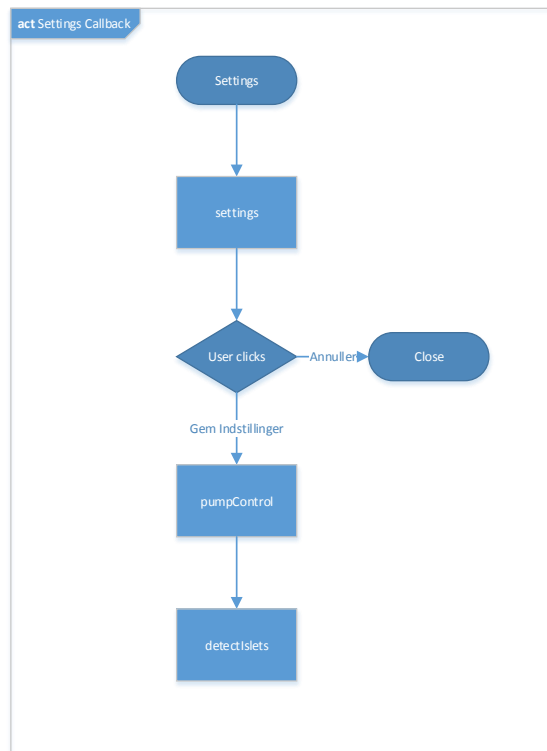 act Settings Callback
Settings
settings
User clicks
Annuller
Close
Gem Indstillinger
pumpControl
detectIslets